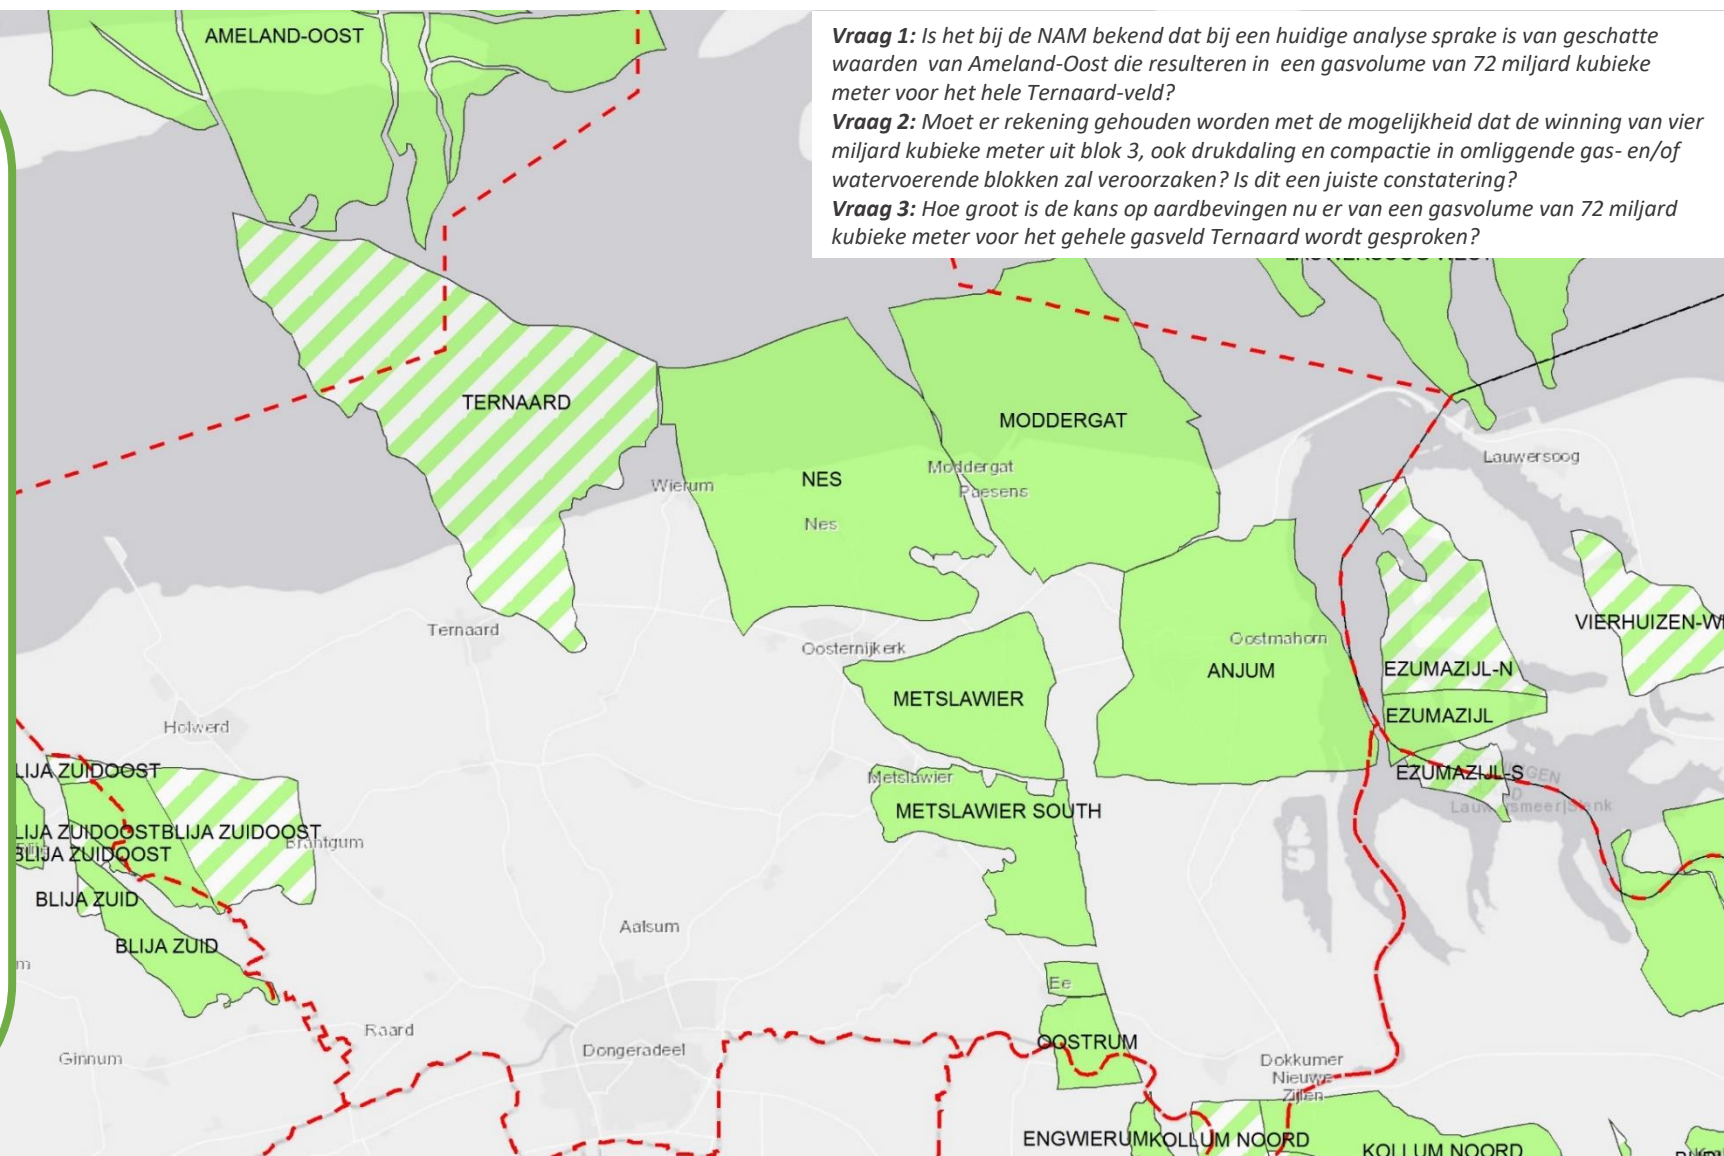 AMELAND-OOST
Vraag 1: Is het bij de NAM bekend dat bij een huidige analyse sprake is van geschatte
waarden van Ameland-Oost die resulteren in een gasvolume van 72 miljard kubieke
meter voor het hele Ternaard-veld?
Vraag 2: Moet er rekening gehouden worden met de mogelijkheid dat de winning van vier
miljard kubieke meter uit blok 3, ook drukdaling en compactie in omliggende gas- en/of
watervoerende blokken zal veroorzaken? Is dit een juiste constatering?
Vraag 3: Hoe groot is de kans op aardbevingen nu er van een gasvolume van 72 miljard
kubieke meter voor het gehele gasveld Ternaard wordt gesproken?
TERNAARD
MODDERGAT
Lauwersoog
Moddergat
NES
Wierum
Paesens
Nes
Ternaard
Oosternijkerk
Oostmahorn
VIERHUIZEN-W
ANJUM
EZUMAZIJL-N
METSLAWIER
EZUMAZIJL
Holwerd
LIJA ZUIDOOST
Metslawier
EZUMAZIJL-S
METSLAWIER SOUTH
LIJA ZUIDOOST
BLIJA ZUIDOOST
Brantgum
BLIJA ZUIDOOST
BLIJA ZUID
Aalsum
BLIJA ZUID
m
Ee
Raard
OOSTRUM
Dongeradeel
Ginnum
Dokkumer
Nieuwe
Zijlen
ENGWIERUM
KOLLUM NOORD
KOLLUM NOORD